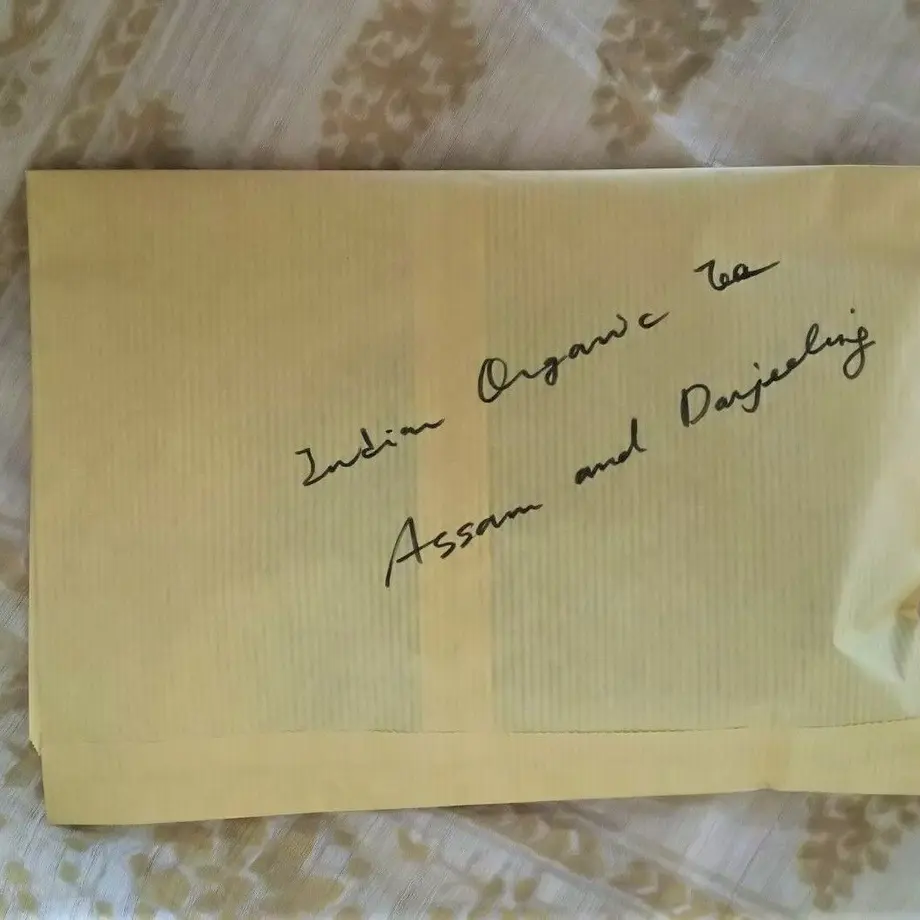 Indian Organic Tea
Assam and Darjeeling